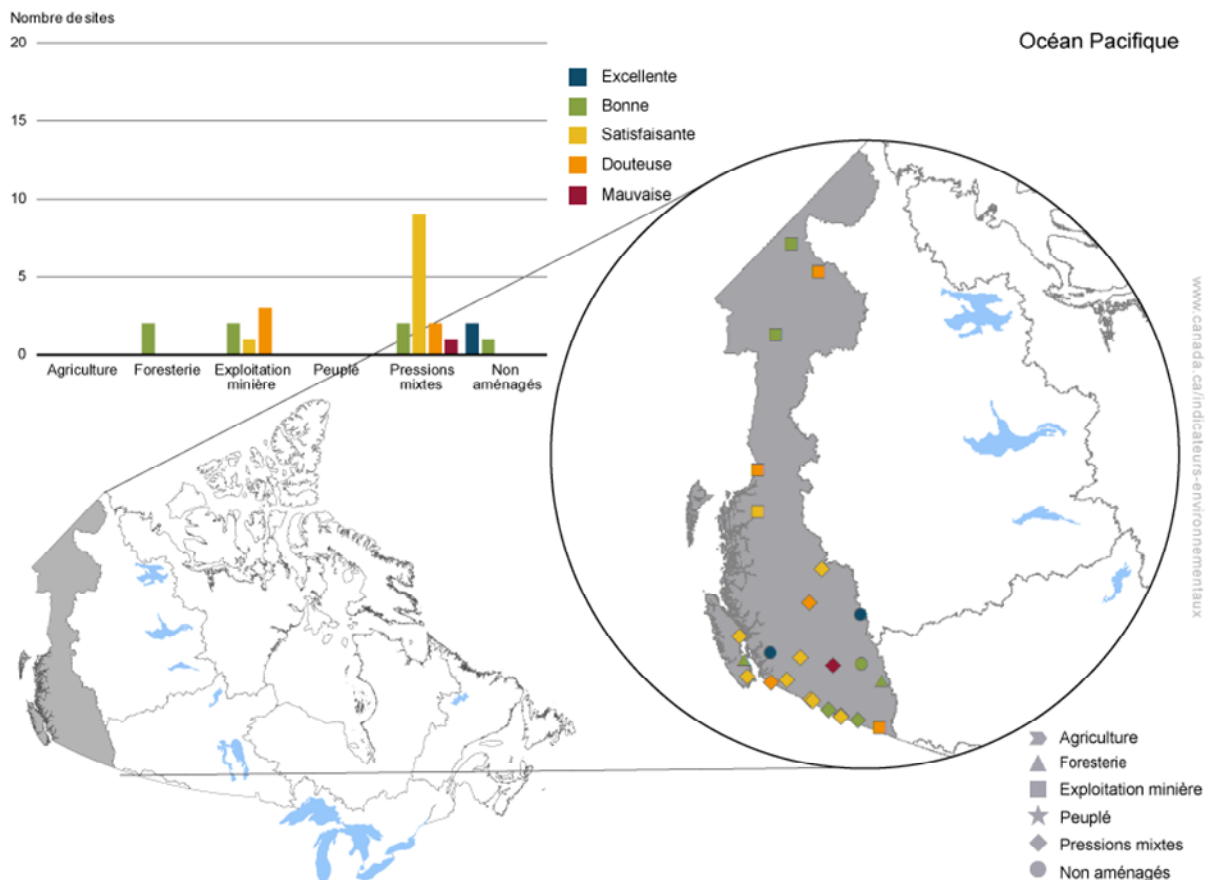 Nombre de sites
20
15
10
5
0
Agriculture
Foresterie
Exploitation
minière
Peuplé
Pressions
mixtes
Non
aménagés
Excellente
Bonne
Satisfaisante
Douteuse
Mauvaise
Océan Pacifique
www.canada.ca/indicateurs-environnementaux
Agriculture
Foresterie
Exploitation minière
Peuplé
Pressions mixtes
Non aménagés